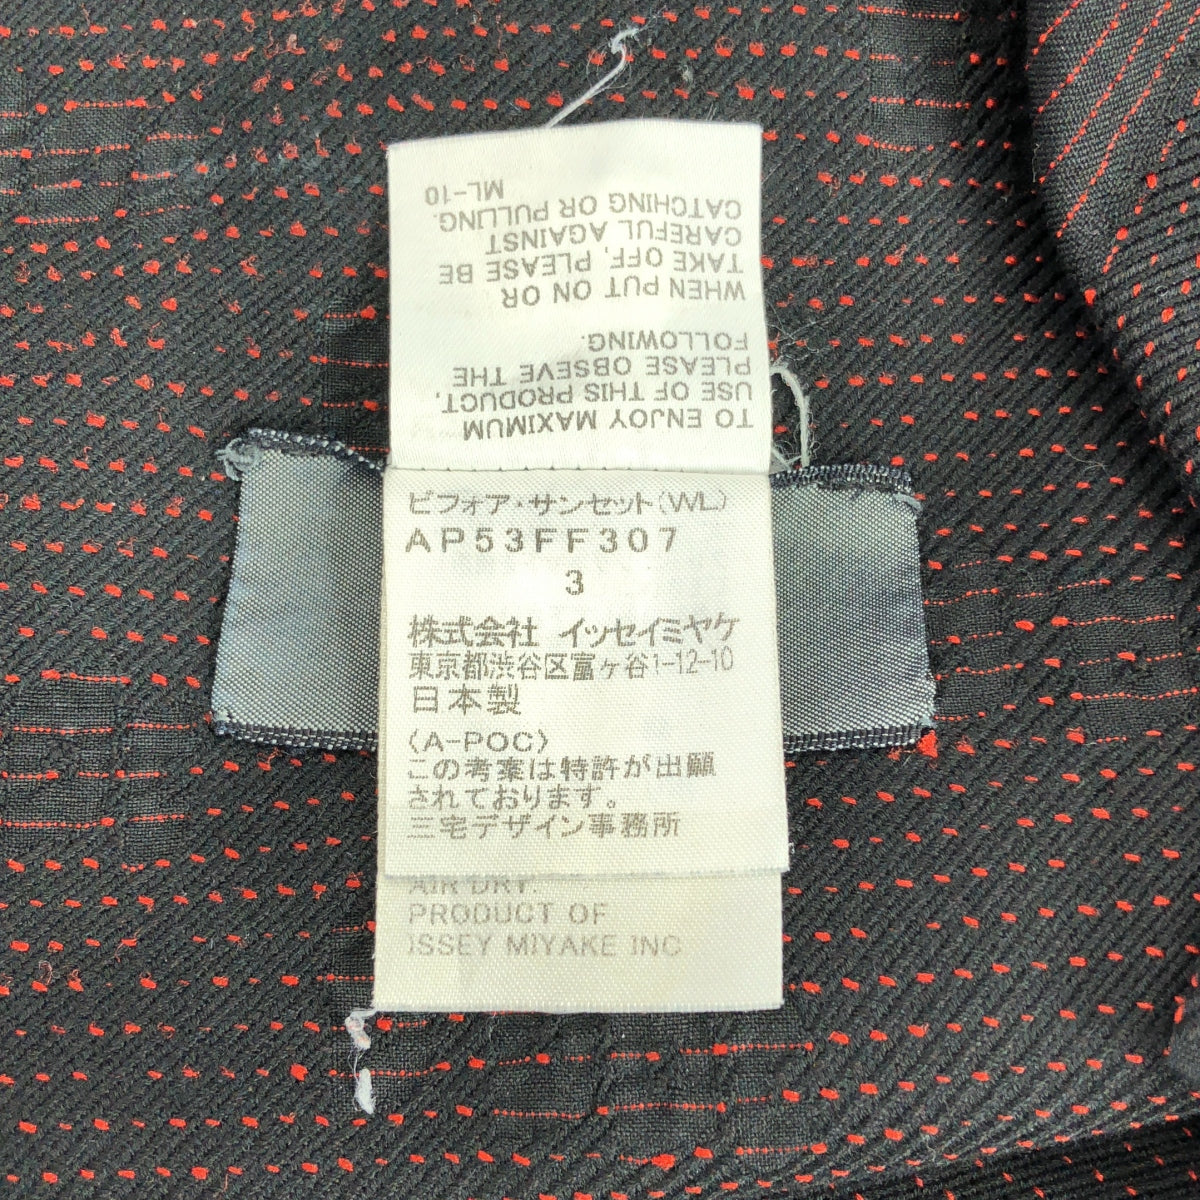 TO ENJOY MAXIMUM
USE OF THIS PRODUCT.
PLEASE OBSEVE THE
FOLLOWING.
WHEN PUT ON OR
TAKE OFF, PLEASE BE
CAREFUL AGAINST
CATCHING OR PULLING.
ML-10
ビフォア・サンセット(WL)
AP53FF307
3
株式会社 イッセイミヤケ
東京都渋谷区富ヶ谷1-12-10
日本製
〈A-POC〉
この考案は特許が出願
されております。
三宅デザイン事務所
AIR DRY.
PRODUCT OF
ISSEY MIYAKE INC